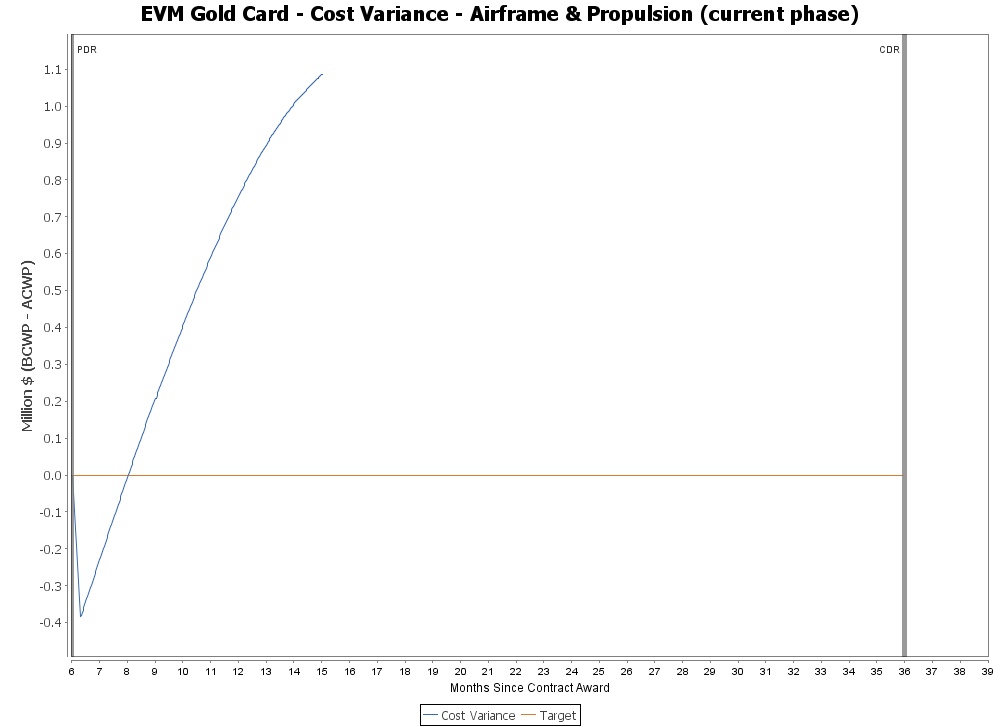 EVM Gold Card - Cost Variance - Airframe & Propulsion (current phase)
PDR
CDR
1.1
1.0
0.9
0.8
0.7
0.6
0.5
0.4
0.3
0.2
0.1
0.0
-0.1
-0.2
-0.3
-0.4
Million $ (BCWP - ACWP)
6 7 8 9 10 11 12 13 14 15 16 17 18 19 20 21 22 23 24 25 26 27 28 29 30 31 32 33 34 35 36 37 38 39
Months Since Contract Award
Cost Variance Target